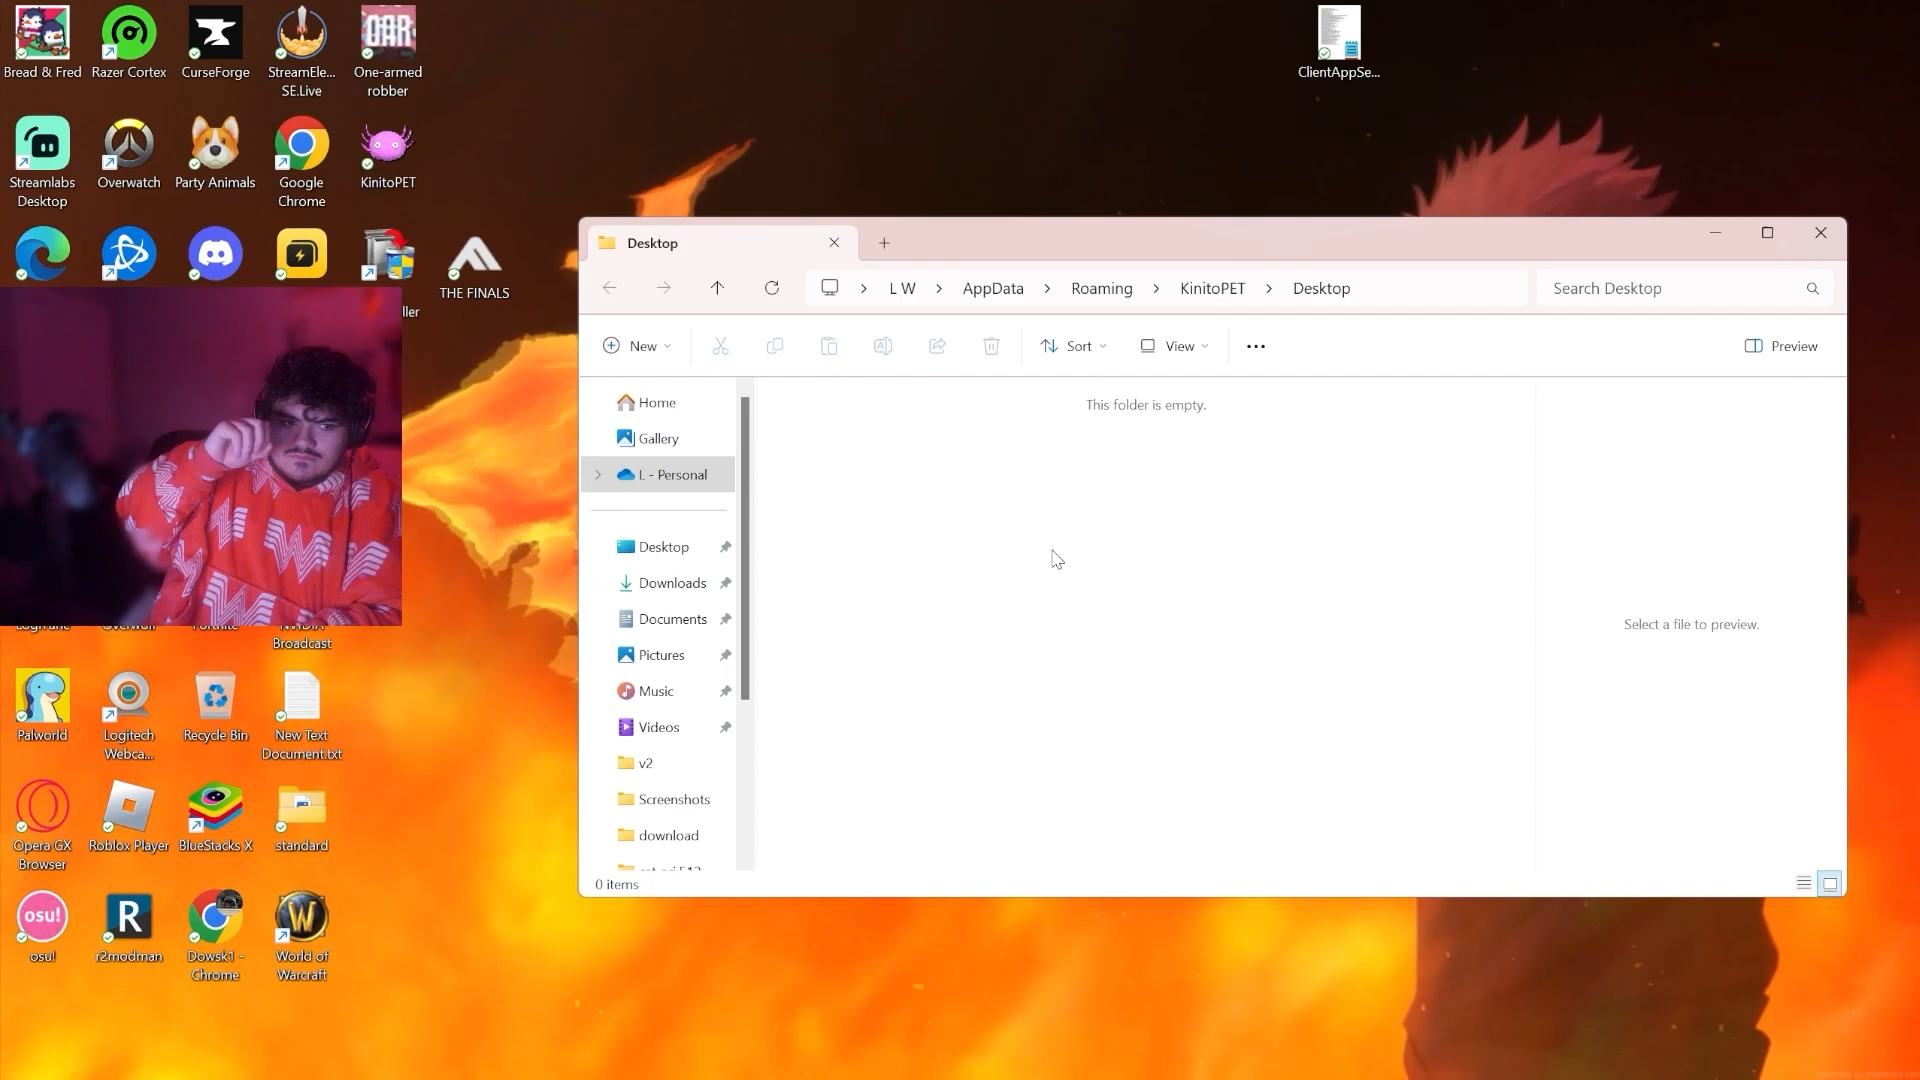 Bread & Fred
Razer Cortex
CurseForge
StreamEle...
SE.Live
One-armed
robber
OAR
ClientAppSe...
Streamlabs
Desktop
Overwatch
Party Animals
Google
Chrome
KinitoPET
THE FINALS
ller
Broadcast
Palworld
Logitech
Webca...
Recycle Bin
New Text
Document.txt
Opera GX
Browser
Roblox Player
BlueStacks X
standard
osu!
osu!
R
r2modman
Dowsk1 -
Chrome
W
World of
Warcraft
Desktop
L W > AppData > Roaming > KinitoPET > Desktop
Search Desktop
New
Sort
View
Preview
Home
Gallery
L - Personal
Desktop
Downloads
Documents
Pictures
Music
Videos
v2
Screenshots
download
This folder is empty.
Select a file to preview.
0 items